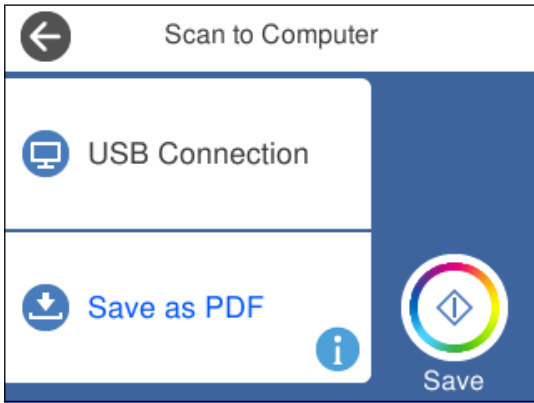 Scan to Computer
USB Connection
Save as PDF
i
Save